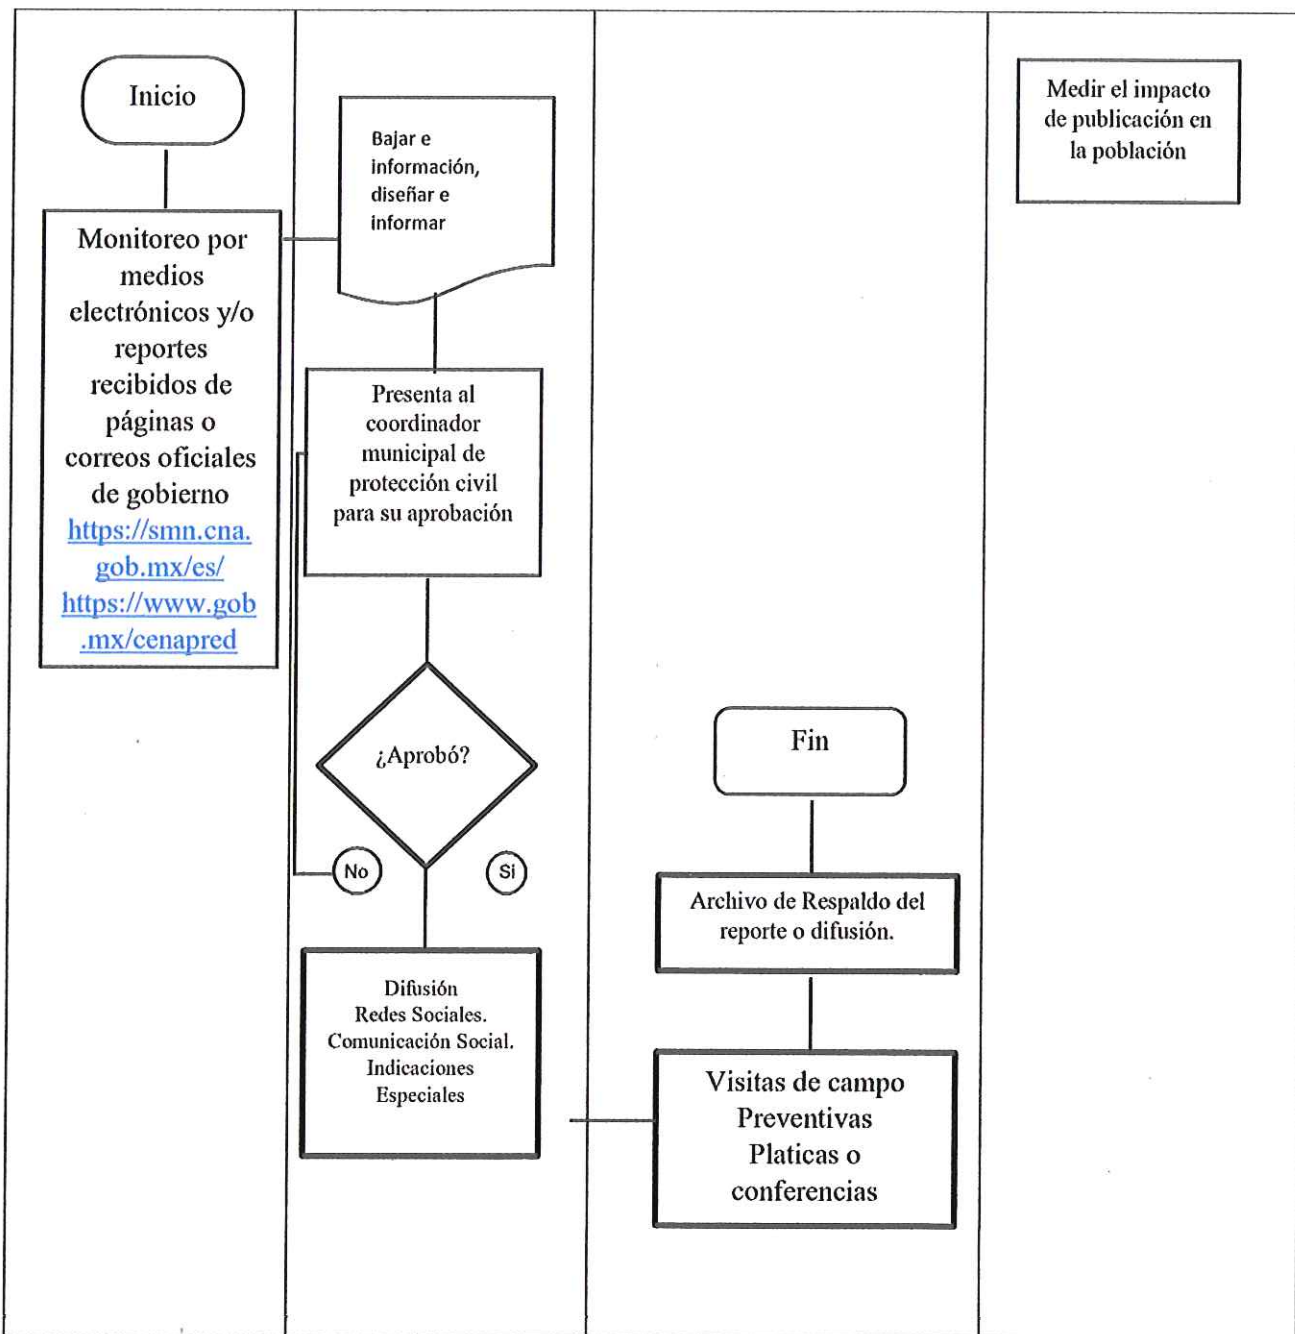 Inicio
Monitoreo por
medios
electrónicos y/o
reportes
recibidos de
páginas o
correos oficiales
de gobierno
https://smn.cna.
gob.mx/es/
https://www.gob
.mx/cenapred
Bajar e
información,
diseñar e
informar
Presenta al
coordinador
municipal de
protección civil
para su aprobación
¿Aprobó?
No
Si
Difusión
Redes Sociales.
Comunicación Social.
Indicaciones
Especiales
Fin
Archivo de Respaldo del
reporte o difusión.
Visitas de campo
Preventivas
Platicas o
conferencias
Medir el impacto
de publicación en
la población